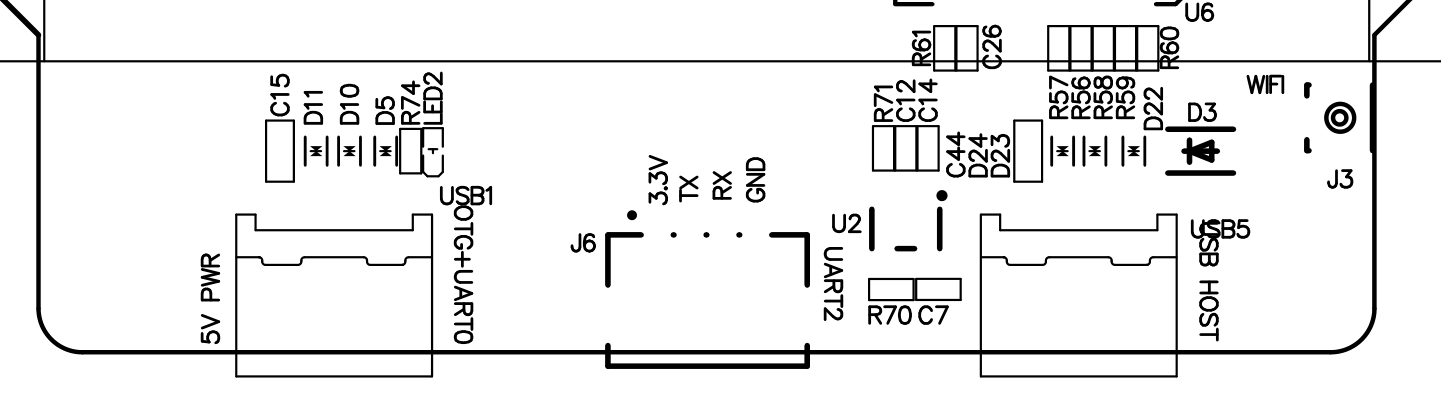 U6
R61
C26
R60
C15
D11
D10
D5
R74
LED2
R71
C12
C14
R57
R56
R58
R59
D22
D3
WIFI
C44
D24
D23
J3
3.3V
TX
RX
GND
USB1
U2
USB5
J6
5V PWR
OTG+UART0
UART2
USB HOST
R70
C7